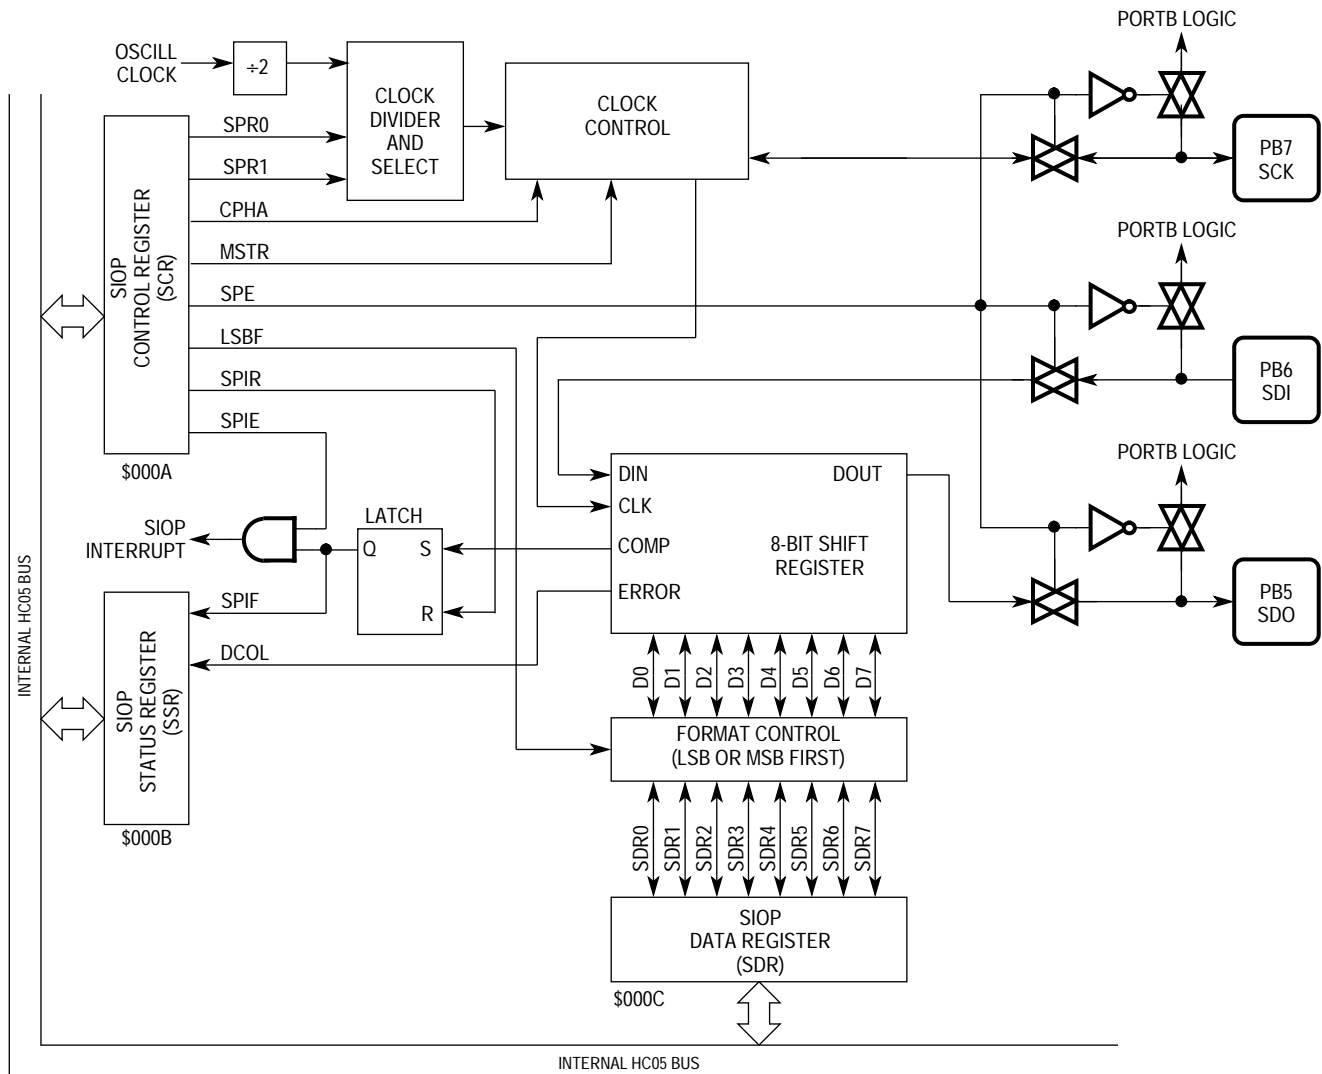 PORTB LOGIC
OSCILL
CLOCK
÷2
CLOCK
DIVIDER
AND
SELECT
CLOCK
CONTROL
PB7
SCK
SIOP
CONTROL REGISTER
(SCR)
SPR0
SPR1
CPHA
MSTR
SPE
LSBF
SPIR
SPIE
$000A
PORTB LOGIC
PB6
SDI
PORTB LOGIC
PB5
SDO
SIOP
INTERRUPT
LATCH
Q
S
R
DIN
CLK
COMP
ERROR
DOUT
8-BIT SHIFT
REGISTER
SPIF
DCOL
SIOP
STATUS REGISTER
(SSR)
$000B
D0
D1
D2
D3
D4
D5
D6
D7
FORMAT CONTROL
(LSB OR MSB FIRST)
SDR0
SDR1
SDR2
SDR3
SDR4
SDR5
SDR6
SDR7
SIOP
DATA REGISTER
(SDR)
$000C
INTERNAL HC05 BUS
INTERNAL HC05 BUS